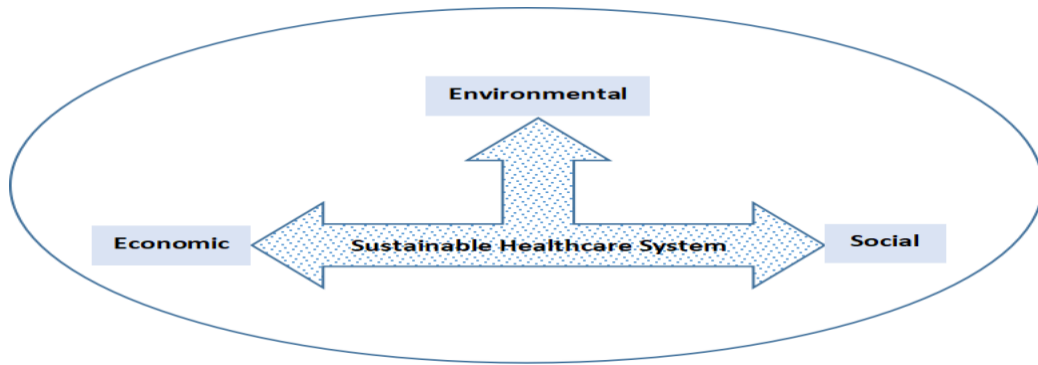 Environmental
Economic
Sustainable Healthcare System
Social